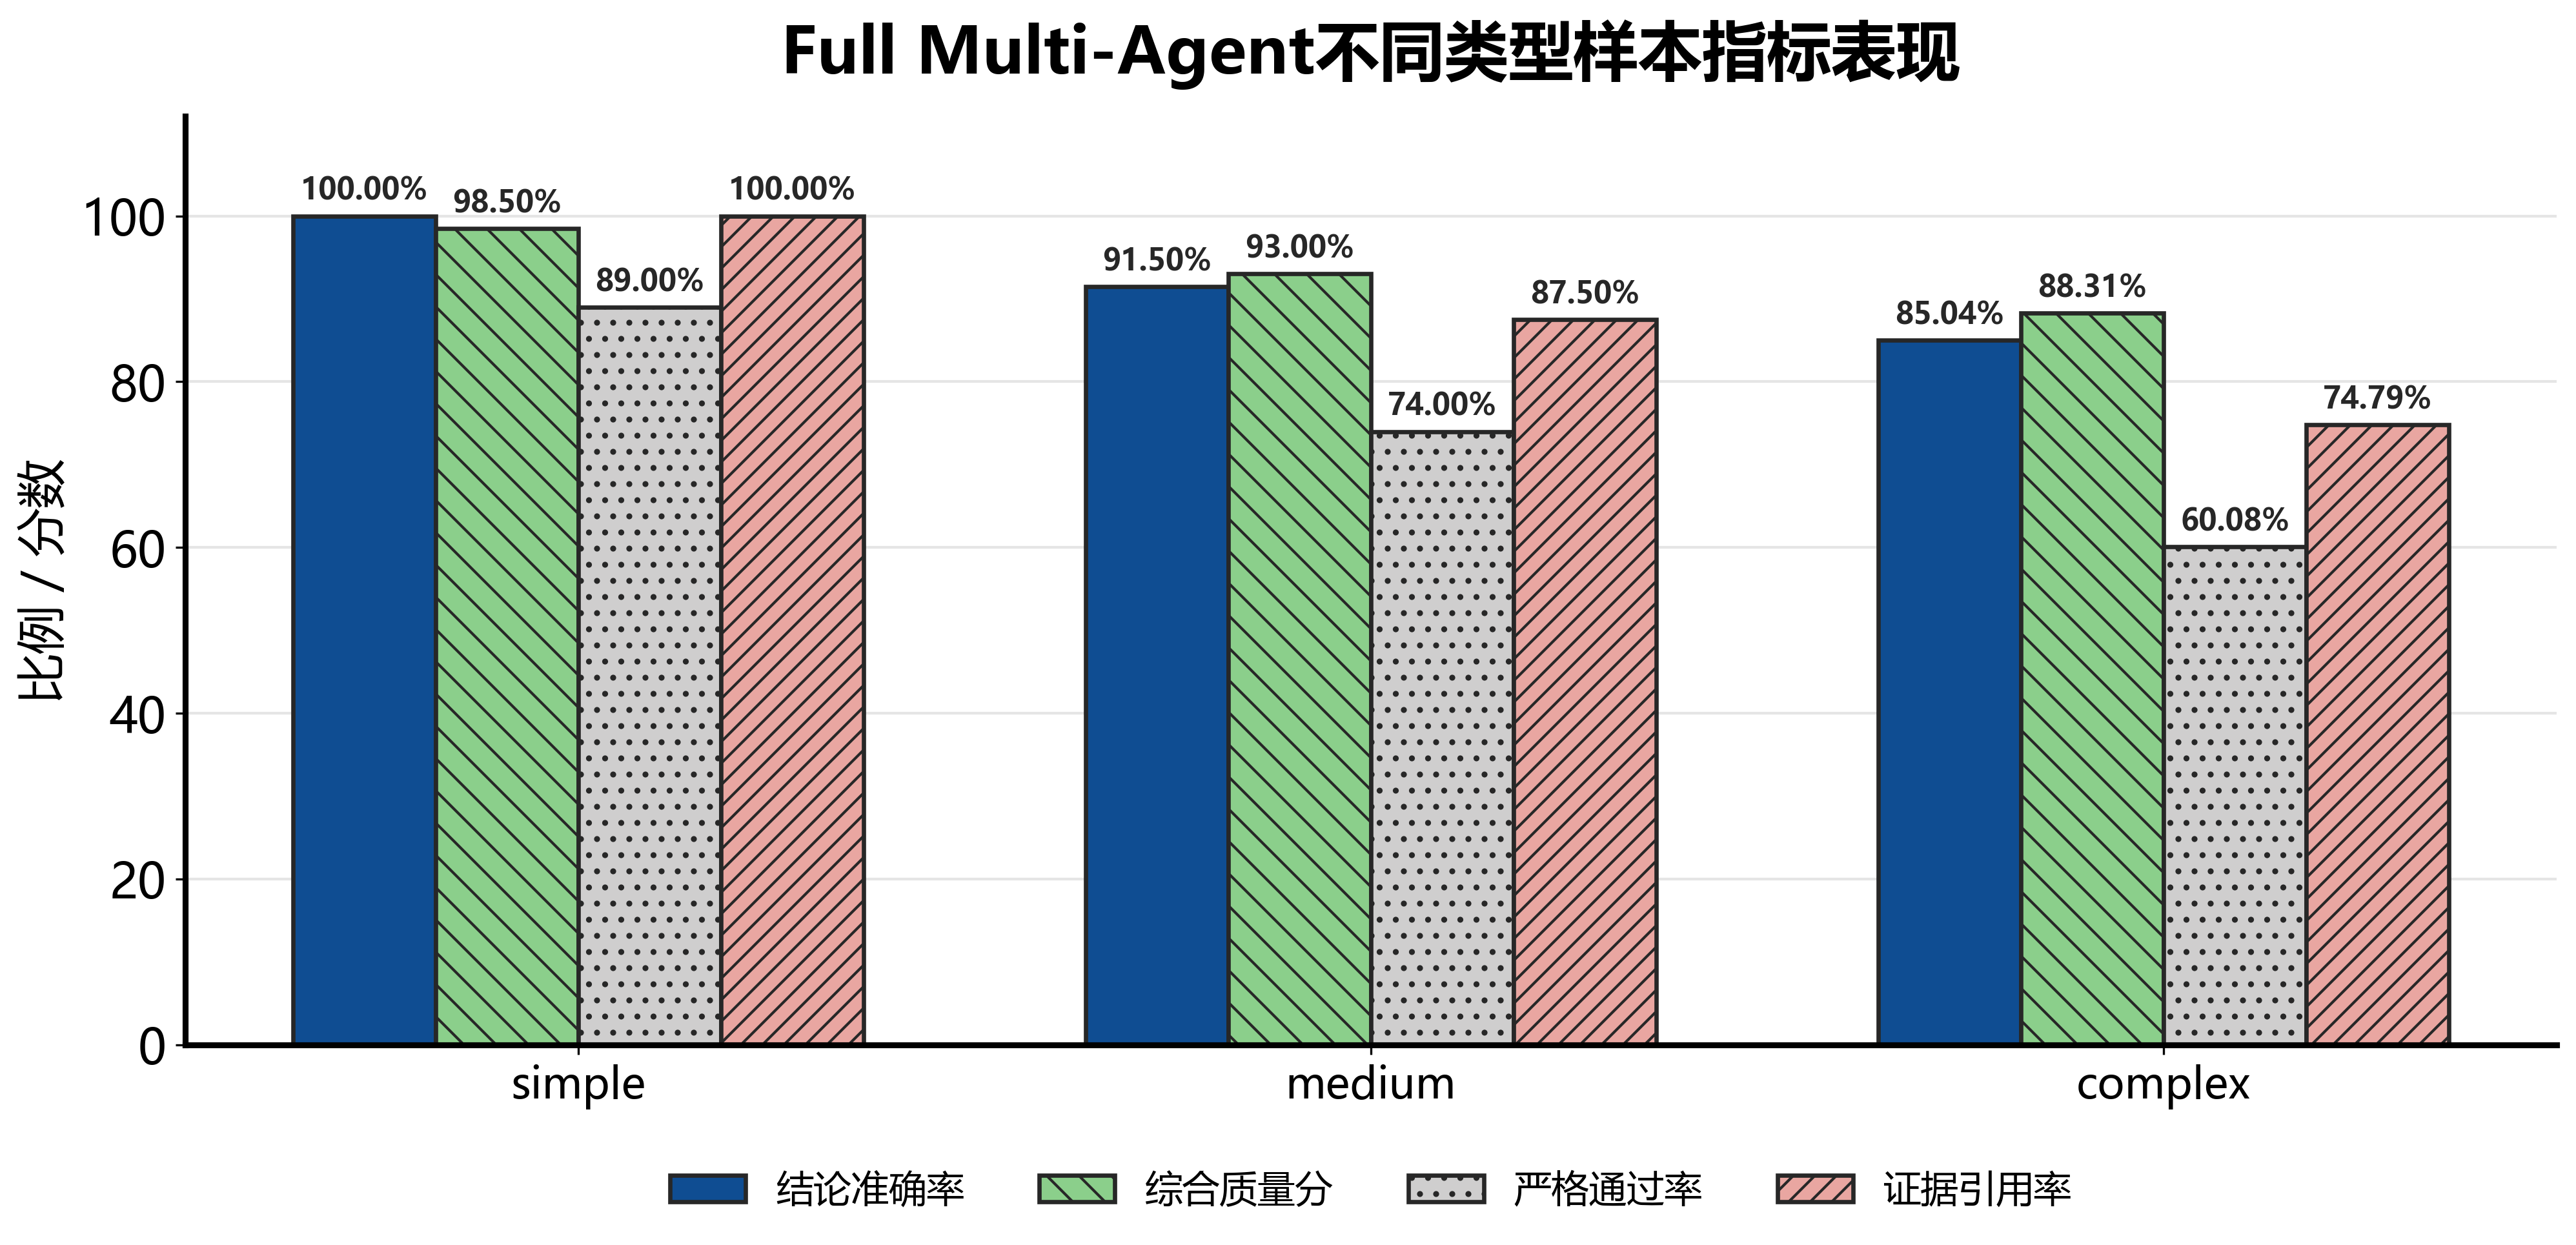 Full Multi-Agent不同类型样本指标表现
比例 / 分数
100
80
60
40
20
0
100.00%
98.50%
89.00%
100.00%
91.50%
93.00%
74.00%
87.50%
85.04%
88.31%
60.08%
74.79%
simple
medium
complex
结论准确率
综合质量分
严格通过率
证据引用率